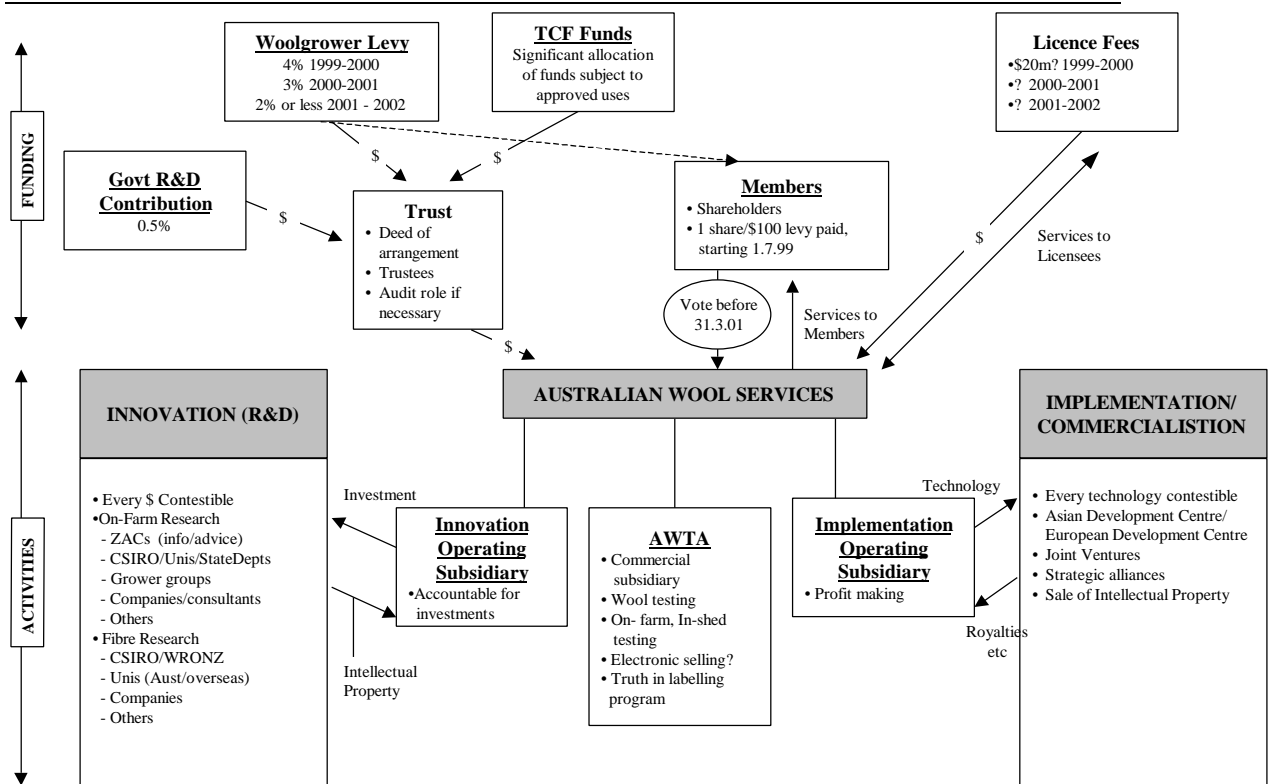 Woolgrower Levy
4% 1999-2000
3% 2000-2001
2% or less 2001 - 2002
TCF Funds
Significant allocation
of funds subject to
approved uses
Licence Fees
•$20m? 1999-2000
•? 2000-2001
•? 2001-2002
FUNDING
Govt R&D
Contribution
0.5%
$
$
$
Trust
• Deed of
arrangement
• Trustees
• Audit role if
necessary
$
Members
• Shareholders
• 1 share/$100 levy paid,
starting 1.7.99
Vote before
31.3.01
Services to
Members
$
Services to
Licensees
ACTIVITIES
INNOVATION (R&D)
• Every $ Contestible
•On-Farm Research
- ZACs (info/advice)
- CSIRO/Unis/StateDepts
- Grower groups
- Companies/consultants
- Others
• Fibre Research
- CSIRO/WRONZ
- Unis (Aust/overseas)
- Companies
- Others
Investment
Intellectual
Property
AUSTRALIAN WOOL SERVICES
Innovation
Operating
Subsidiary
•Accountable for
investments
AWTA
• Commercial
subsidiary
• Wool testing
• On- farm, In-shed
testing
• Electronic selling?
• Truth in labelling
program
Implementation
Operating
Subsidiary
• Profit making
Technology
Royalties
etc
IMPLEMENTATION/
COMMERCIALISTION
• Every technology contestible
• Asian Development Centre/
European Development Centre
• Joint Ventures
• Strategic alliances
• Sale of Intellectual Property